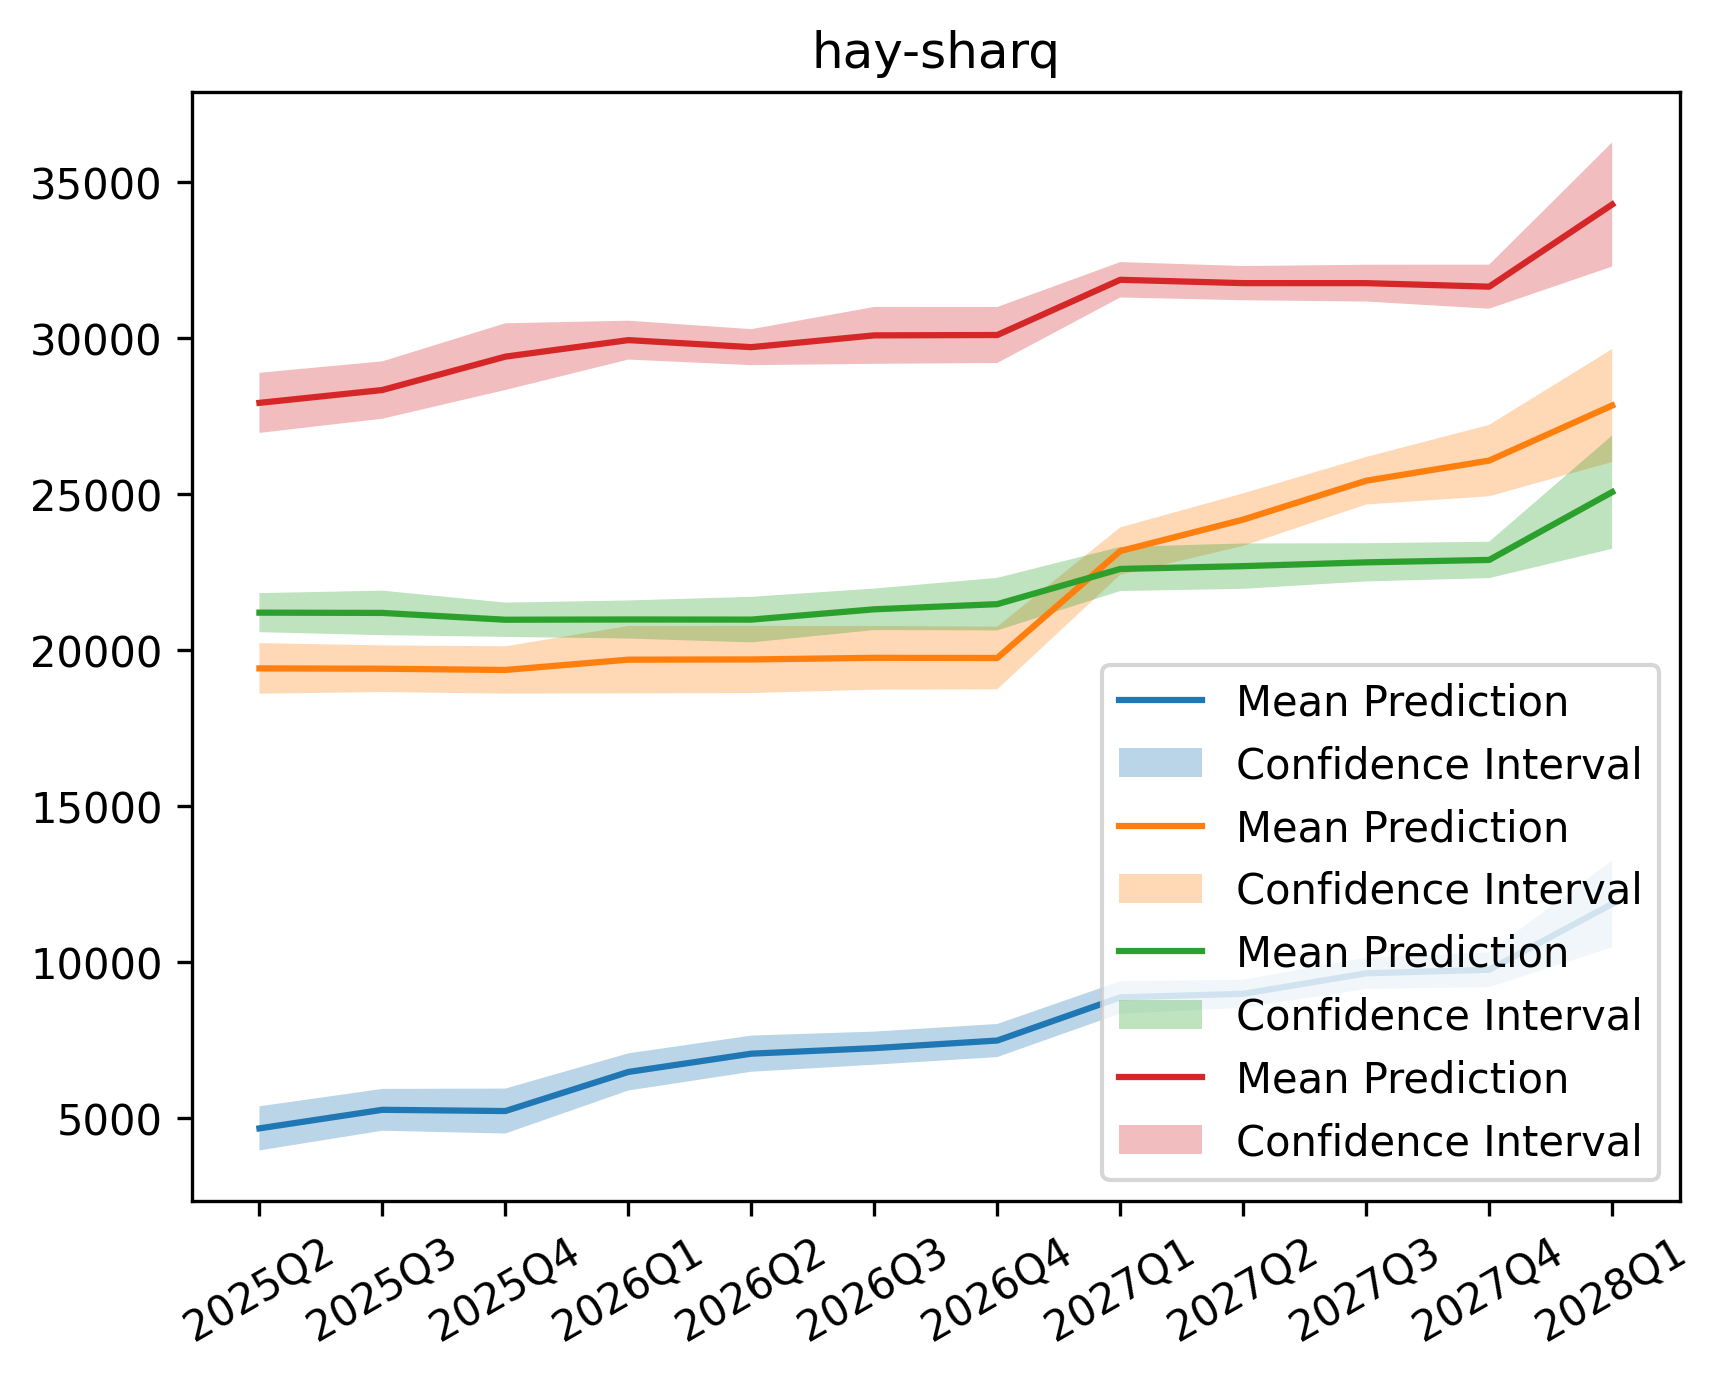 hay-sharq
35000
30000
25000
20000
15000
10000
5000
Mean Prediction
Confidence Interval
Mean Prediction
Confidence Interval
Mean Prediction
Confidence Interval
Mean Prediction
Confidence Interval
2025Q2
2025Q3
2025Q4
2026Q1
2026Q2
2026Q3
2026Q4
2027Q1
2027Q2
2027Q3
2027Q4
2028Q1